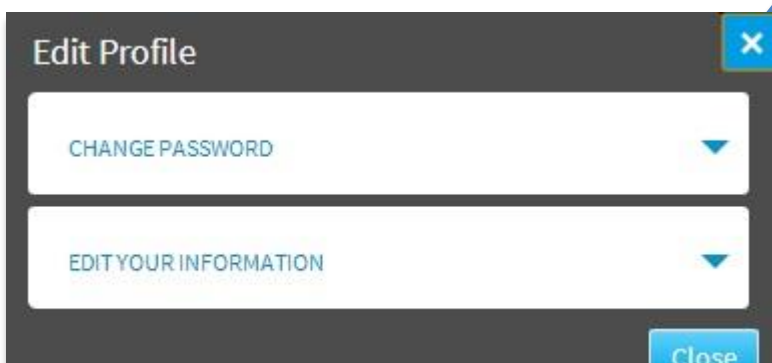 Edit Profile
CHANGE PASSWORD
EDIT YOUR INFORMATION
Close